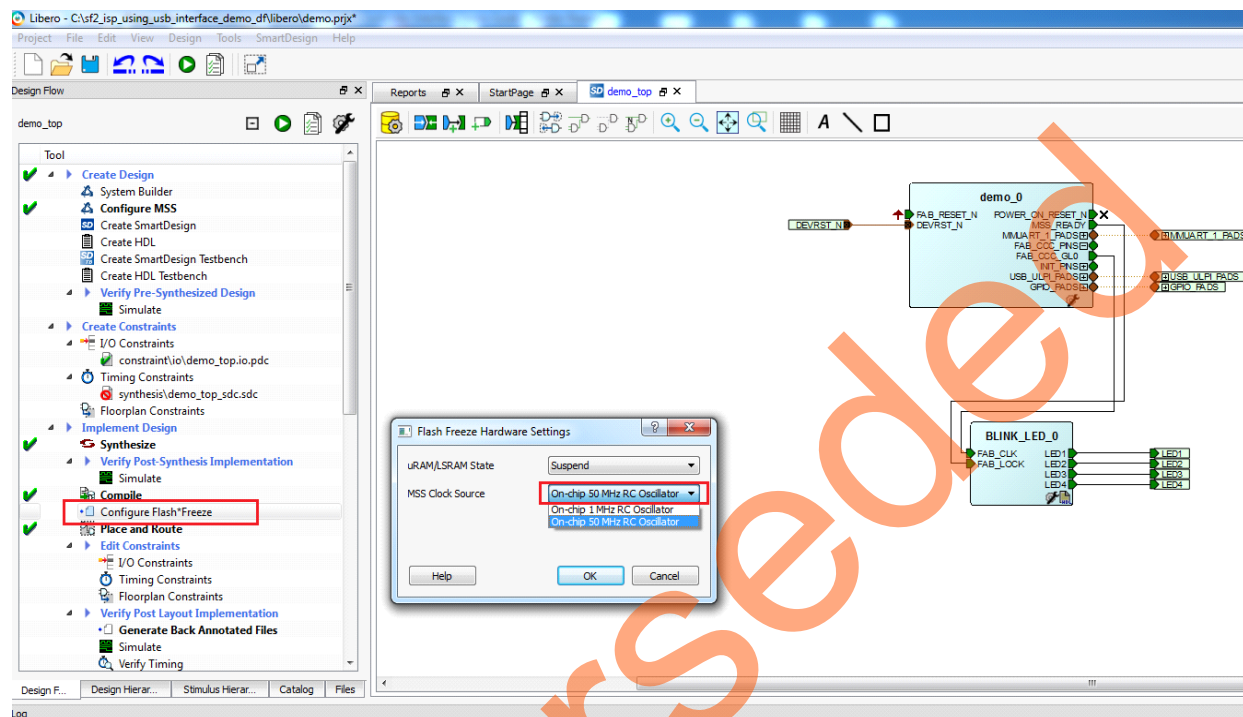 Libero - C:\sf2_isp_using_usb_interface_demo_df\libero\demo.prjx*
Project File Edit View Design Tools SmartDesign Help
Design Flow
Reports StartPage demo_top
demo_top
Tool
Create Design
System Builder
Configure MSS
Create SmartDesign
Create HDL
Create SmartDesign Testbench
Create HDL Testbench
Verify Pre-Synthesized Design
Simulate
Create Constraints
I/O Constraints
constraint\io\demo_top.io.pdc
Timing Constraints
synthesis\demo_top_sdc.sdc
Floorplan Constraints
Implement Design
Synthesize
Verify Post-Synthesis Implementation
Simulate
Compile
Configure Flash*Freeze
Place and Route
Edit Constraints
I/O Constraints
Timing Constraints
Floorplan Constraints
Verify Post Layout Implementation
Generate Back Annotated Files
Simulate
Verify Timing
Design F... Design Hierar... Stimulus Hierar... Catalog Files
Log
demo_0
DEVRST_N
FAB_RESET_N POWER_ON_RESET_N
DEVRST_N MSS_READY
MMUART_1_PADS
FAB_CCC_PINS
FAB_CCC_GL0
INIT_PINS
USB_ULPI_PADS
GPIO_PADS
MMUART_1_PADS
USB_ULPI_PADS
GPIO_PADS
BLINK_LED_0
FAB_CLK LED1
FAB_LOCK LED2
LED3
LED4
LED1
LED2
LED3
LED4
Flash Freeze Hardware Settings
uRAM/LSRAM State Suspend
MSS Clock Source On-chip 50 MHz RC Oscillator
On-chip 1 MHz RC Oscillator
On-chip 50 MHz RC Oscillator
Help OK Cancel
rseded